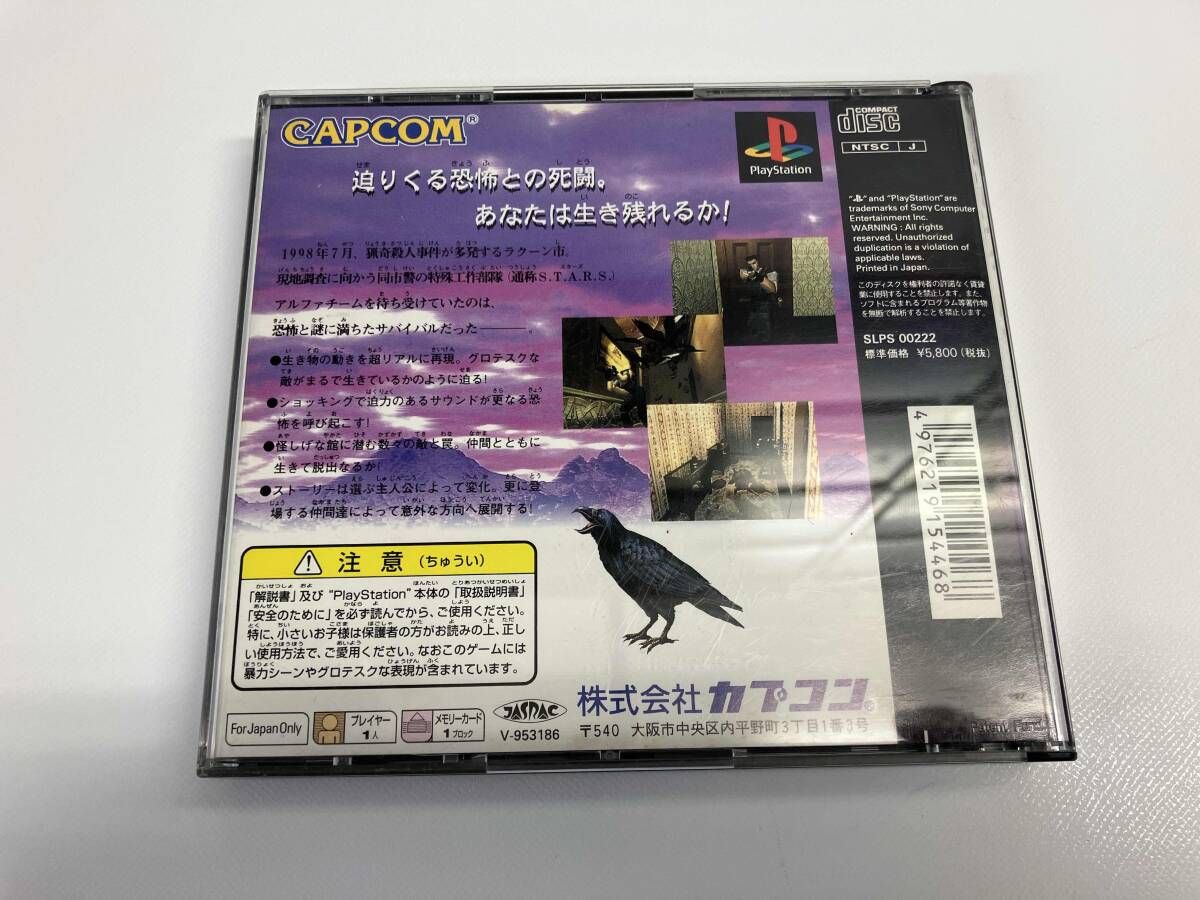 CAPCOM®
迫りくる恐怖との死闘。
あなたは生き残れるか!
1998年7月、猟奇殺人事件が多発するラクーン市。
現地調査に向かう同市警の特殊工作部隊（通称S.T.A.R.S.）
アルファチームを待ち受けていたのは、
恐怖と謎に満ちたサバイバルだった———。
●生き物の動きを超リアルに再現。グロテスクな
敵がまるで生きているかのように迫る!
●ショッキングで迫力のあるサウンドが更なる恐
怖を呼び起こす!
●怪しげな館に潜む数々の敵と罠。仲間とともに
生きて脱出なるか!
●ストーリーは選ぶ主人公によって変化。更に登
場する仲間達によって意外な方向へ展開する!
注意（ちゅうい）
「解説書」及び “PlayStation” 本体の「取扱説明書」
「安全のために」を必ず読んでから、ご使用ください。
特に、小さいお子様は保護者の方がお読みの上、正し
い使用方法で、ご愛用ください。なおこのゲームには
暴力シーンやグロテスクな表現が含まれています。
For Japan Only
プレイヤー
1人
メモリーカード
1ブロック
JASRAC
V-953186
株式会社 カプコン®
〒540 大阪市中央区内平野町3丁目1番3号
PlayStation
COMPACT
disc
NTSC J
“PS” and “PlayStation” are
trademarks of Sony Computer
Entertainment Inc.
WARNING : All rights
reserved. Unauthorized
duplication is a violation of
applicable laws.
Printed in Japan.
このディスクを権利者の許諾なく賃貸
業に使用することを禁止します。また、
ソフトに含まれるプログラム等著作物
を無断で解析することを禁止します。
SLPS 00222
標準価格 ¥5,800（税抜）
4976219154468